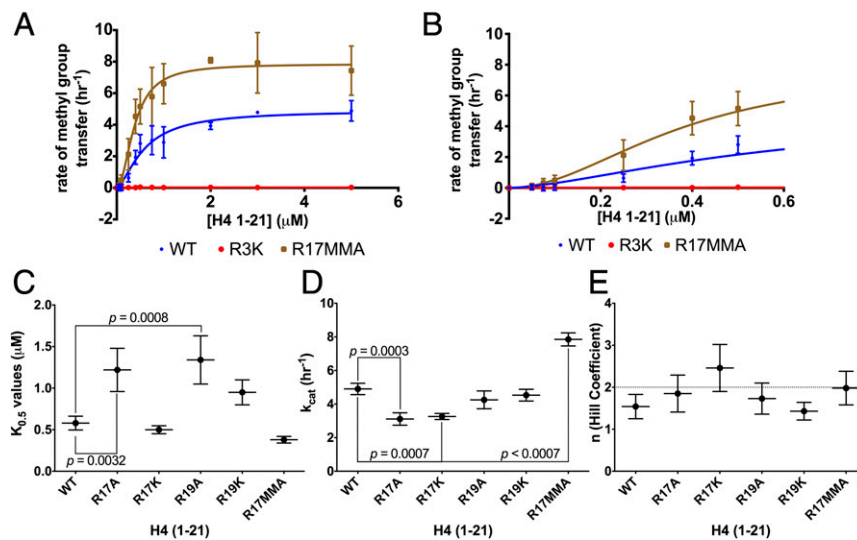 A
rate of methyl group
transfer (hr-1)
10
8
6
4
2
0
-2
2
4
6
[H4 1-21] (μM)
WT R3K R17MMA
B
rate of methyl group
transfer (hr-1)
10
8
6
4
2
0
-2
0.2
0.4
0.6
[H4 1-21] (μM)
WT R3K R17MMA
C
K0.5 values (μM)
2.0
1.5
1.0
0.5
0.0
p = 0.0008
p = 0.0032
WT
R17A
R17K
R19A
R19K
R17MMA
H4 (1-21)
D
kcat (hr-1)
10
8
6
4
2
0
p = 0.0003
p = 0.0007
p < 0.0007
WT
R17A
R17K
R19A
R19K
R17MMA
H4 (1-21)
E
n (Hill Coefficient)
4
3
2
1
0
WT
R17A
R17K
R19A
R19K
R17MMA
H4 (1-21)